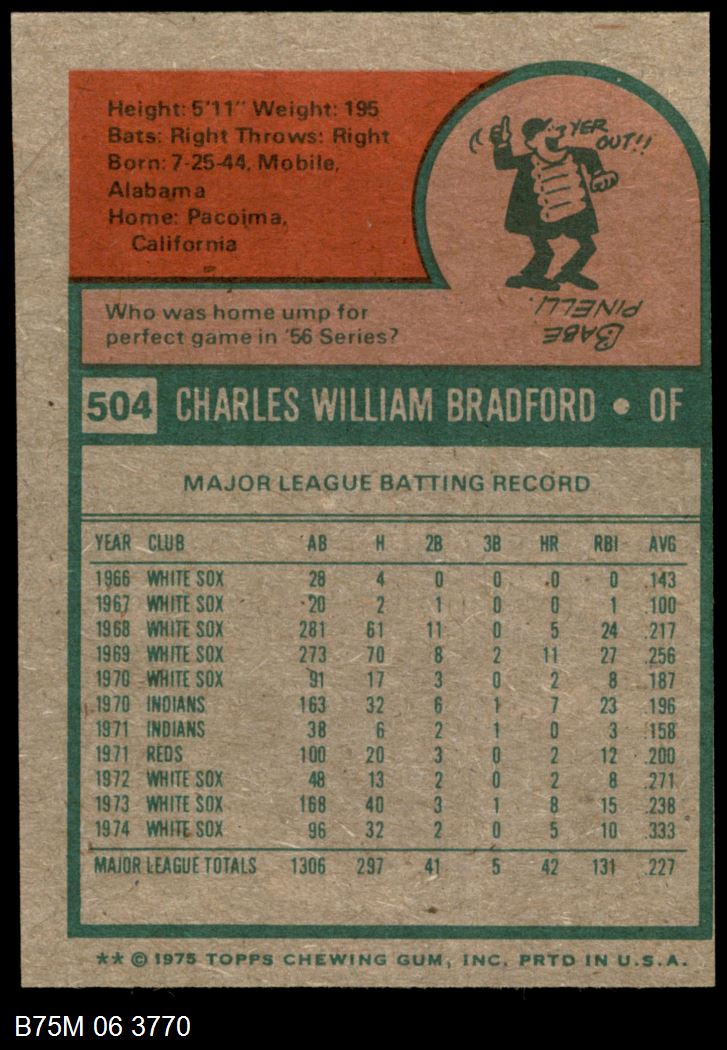 Height: 5'11" Weight: 195
Bats: Right Throws: Right
Born: 7-25-44, Mobile,
Alabama
Home: Pacoima,
California
YER
OUT!!
Who was home ump for
perfect game in '56 Series?
BABE
PINELLI.
504 CHARLES WILLIAM BRADFORD • OF
MAJOR LEAGUE BATTING RECORD
YEAR CLUB AB H 2B 3B HR RBI AVG
1966 WHITE SOX 28 4 0 0 0 0 .143
1967 WHITE SOX 20 2 1 0 0 1 .100
1968 WHITE SOX 281 61 11 0 5 24 .217
1969 WHITE SOX 273 70 8 2 11 27 .256
1970 WHITE SOX 91 17 3 0 2 8 .187
1970 INDIANS 163 32 6 1 7 23 .196
1971 INDIANS 38 6 2 1 0 3 .158
1971 REDS 100 20 3 0 2 12 .200
1972 WHITE SOX 48 13 2 0 2 8 .271
1973 WHITE SOX 168 40 3 1 8 15 .238
1974 WHITE SOX 96 32 2 0 5 10 .333
MAJOR LEAGUE TOTALS 1306 297 41 5 42 131 .227
** © 1975 TOPPS CHEWING GUM, INC. PRTD IN U.S.A.
B75M 06 3770